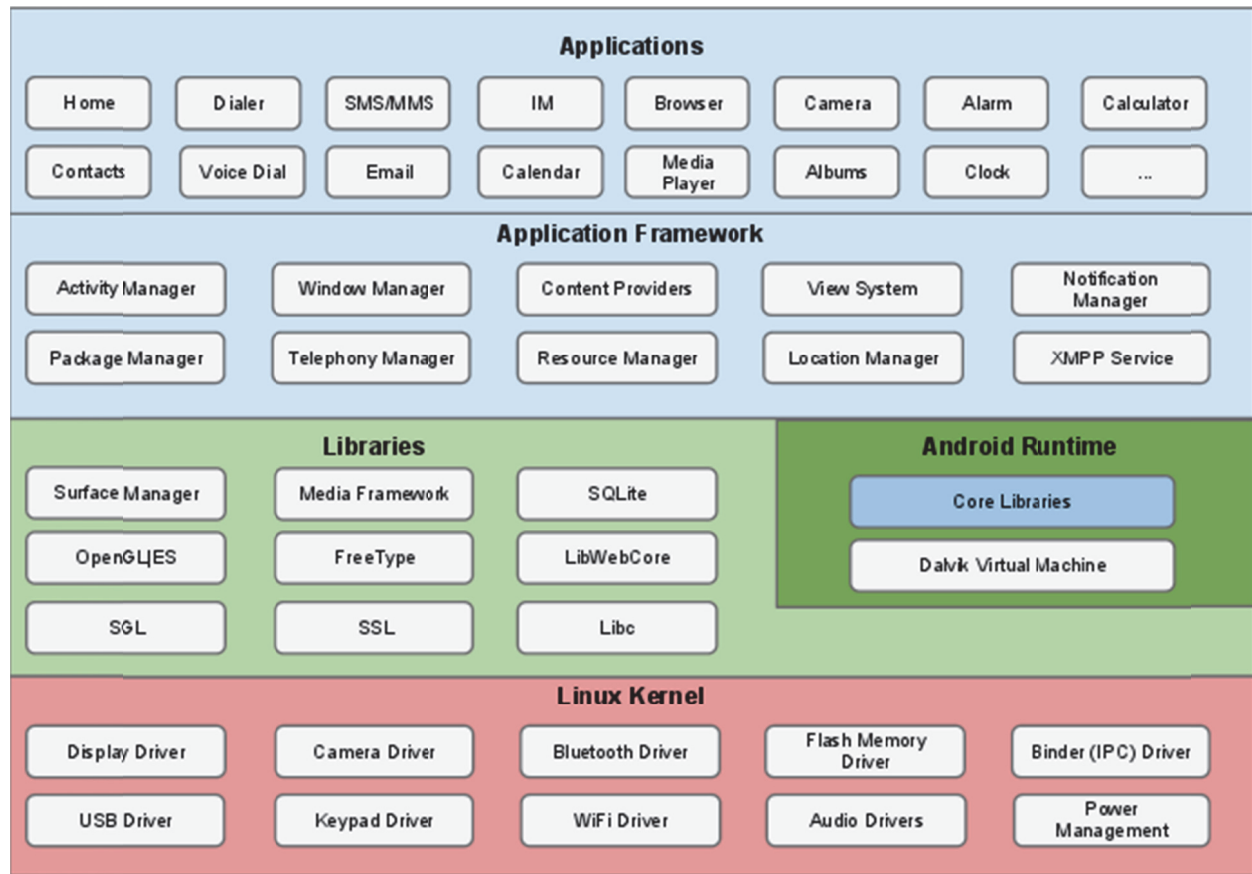 Applications
Home
Dialer
SMS/MMS
IM
Browser
Camera
Alarm
Calculator
Contacts
Voice Dial
Email
Calendar
Media
Player
Albums
Clock
...
Application Framework
Activity Manager
Window Manager
Content Providers
View System
Notification
Manager
Package Manager
Telephony Manager
Resource Manager
Location Manager
XMPP Service
Libraries
Surface Manager
Media Framework
SQLite
OpenGL|ES
FreeType
LibWebCore
SGL
SSL
Libc
Android Runtime
Core Libraries
Dalvik Virtual Machine
Linux Kernel
Display Driver
Camera Driver
Bluetooth Driver
Flash Memory
Driver
Binder (IPC) Driver
USB Driver
Keypad Driver
WiFi Driver
Audio Drivers
Power
Management